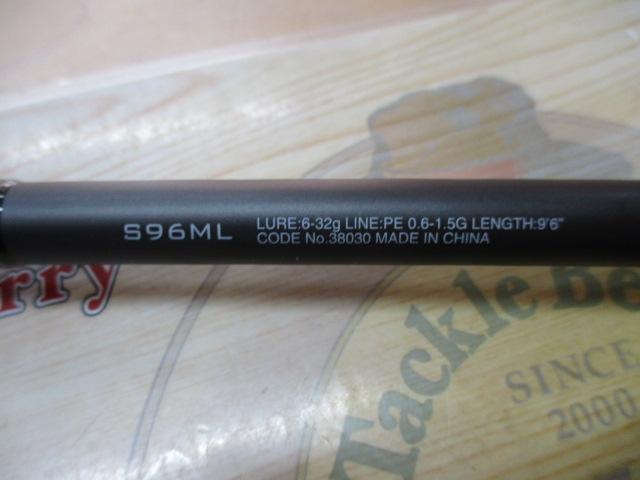 S96ML LURE:6-32g LINE:PE 0.6-1.5G LENGTH:9'6"
CODE No.38030 MADE IN CHINA
rry
Tackle Be
SINCE
2000